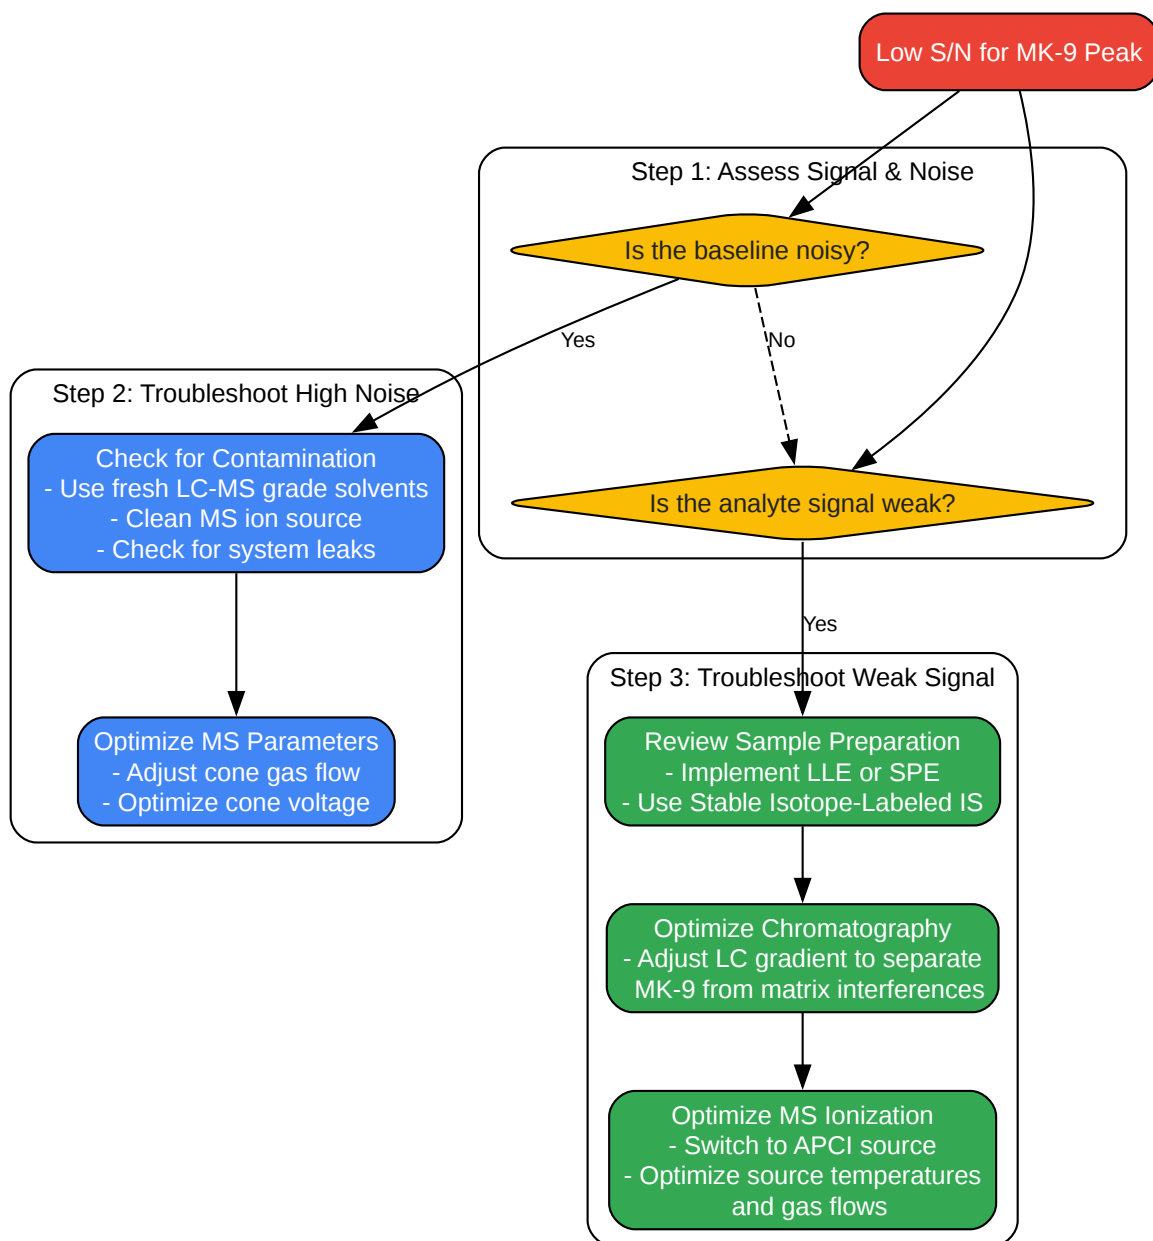 Low S/N for MK-9 Peak
Step 1: Assess Signal & Noise
Is the baseline noisy?
Yes
No
Step 2: Troubleshoot High Noise
Check for Contamination
- Use fresh LC-MS grade solvents
- Clean MS ion source
- Check for system leaks
Is the analyte signal weak?
Yes
Optimize MS Parameters
- Adjust cone gas flow
- Optimize cone voltage
Step 3: Troubleshoot Weak Signal
Review Sample Preparation
- Implement LLE or SPE
- Use Stable Isotope-Labeled IS
Optimize Chromatography
- Adjust LC gradient to separate
MK-9 from matrix interferences
Optimize MS Ionization
- Switch to APCI source
- Optimize source temperatures
and gas flows